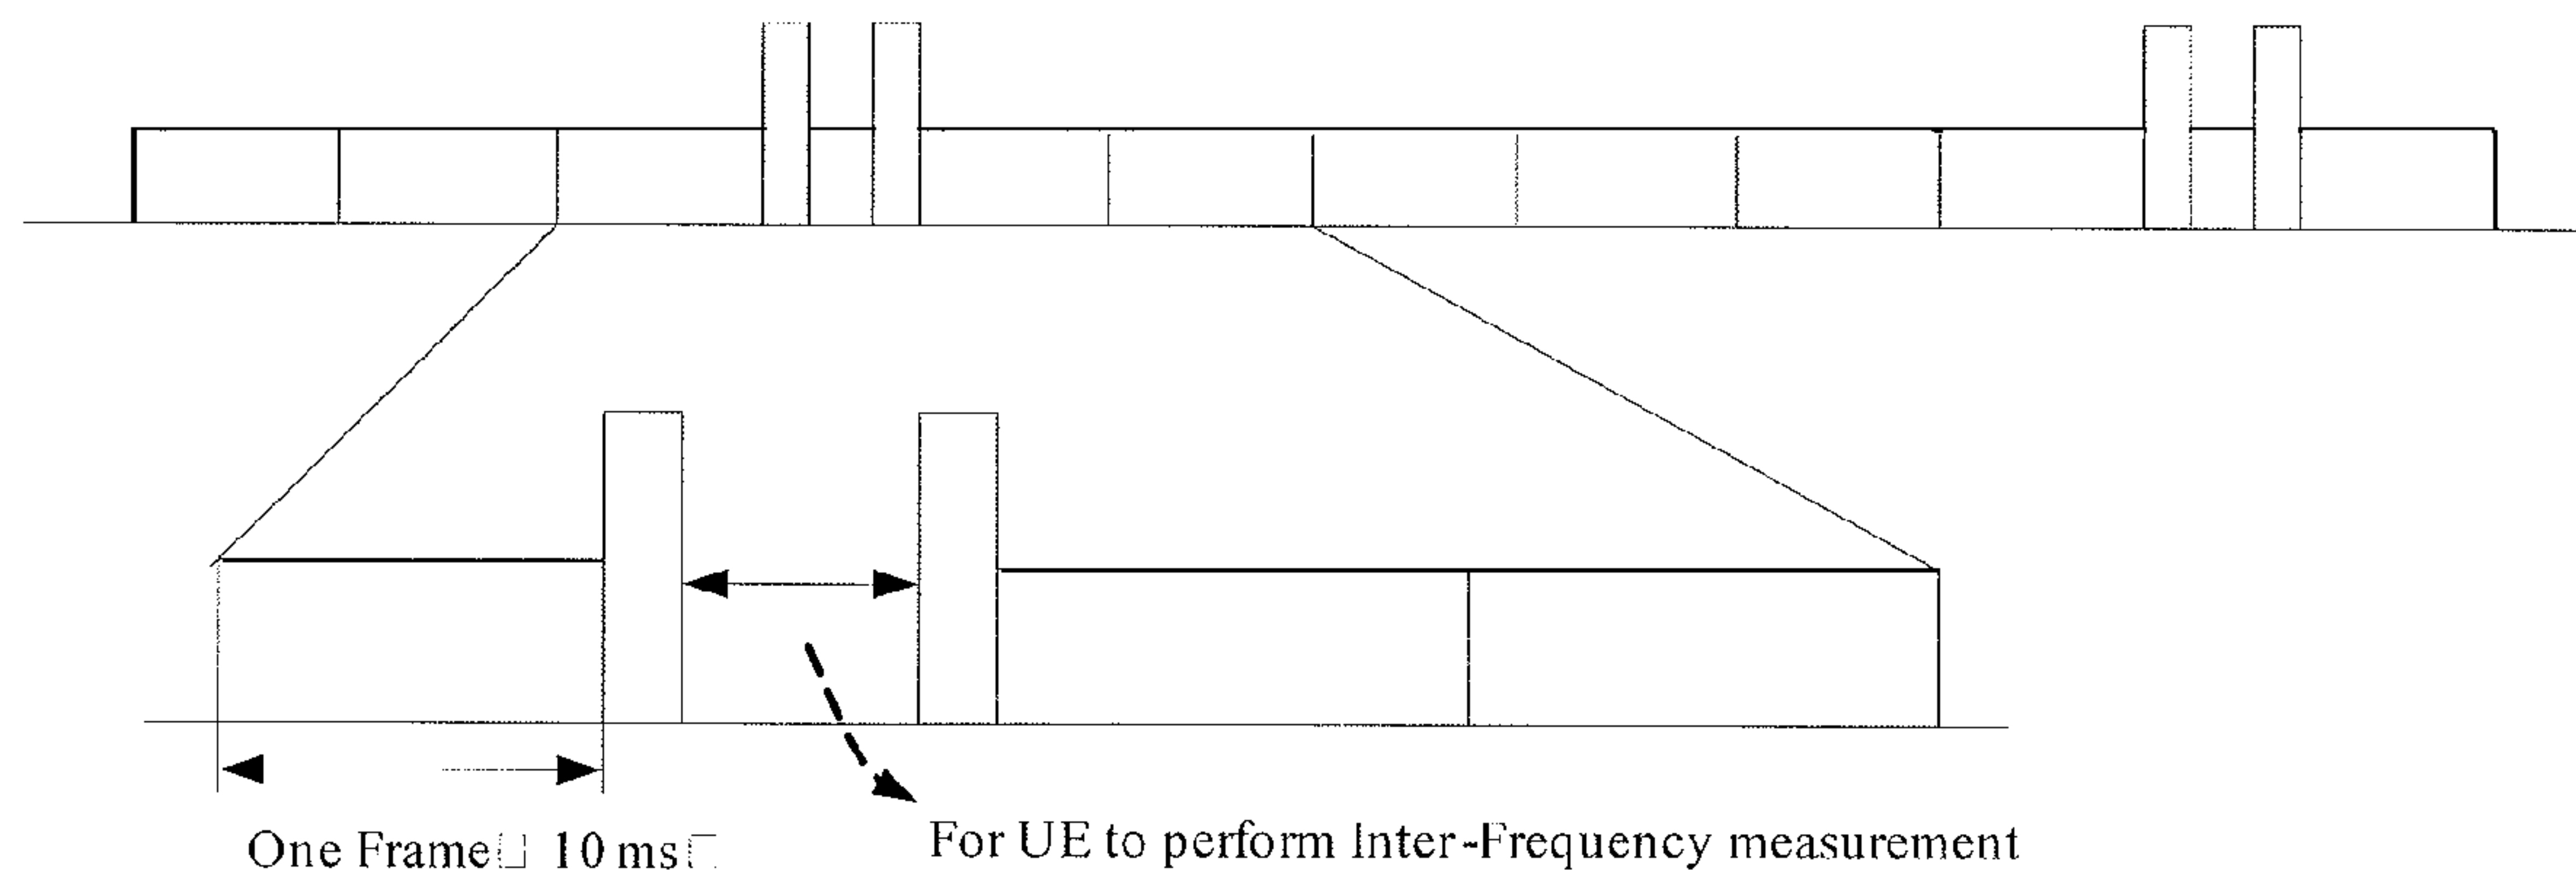 One Frame 10 ms
For UE to perform Inter-Frequency measurement